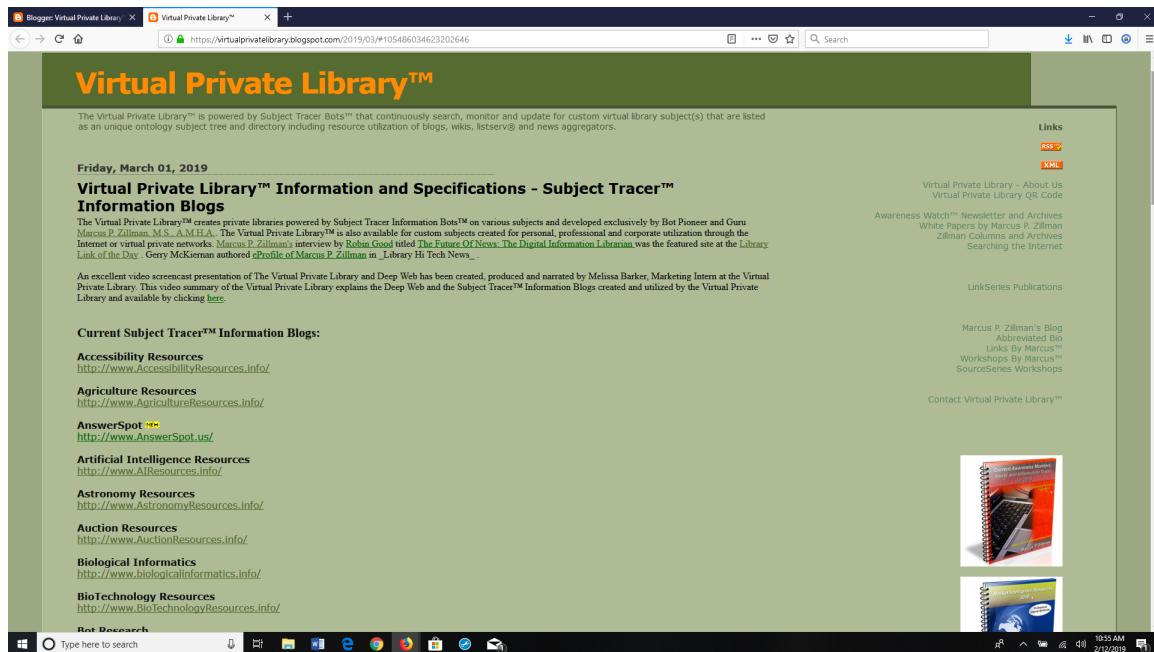 Blogger: Virtual Private Library
Virtual Private Library™
https://virtualprivatelibrary.blogspot.com/2019/03/#105486034623202646
Search
Virtual Private Library™
The Virtual Private Library™ is powered by Subject Tracer Bots™ that continuously search, monitor and update for custom virtual library subject(s) that are listed
as an unique ontology subject tree and directory including resource utilization of blogs, wikis, listserv® and news aggregators.
Friday, March 01, 2019
Virtual Private Library™ Information and Specifications - Subject Tracer™
Information Blogs
The Virtual Private Library™ creates private libraries powered by Subject Tracer Information Bots™ on various subjects and developed exclusively by Bot Pioneer and Guru
Marcus P. Zillman, M.S., A.M.H.A.. The Virtual Private Library™ is also available for custom subjects created for personal, professional and corporate utilization through the
Internet or virtual private networks. Marcus P. Zillman's interview by Robin Good titled The Future Of News: The Digital Information Librarian was the featured site at the Library
Link of the Day . Gerry McKiernan authored eProfile of Marcus P. Zillman in _Library Hi Tech News_ .
An excellent video screencast presentation of The Virtual Private Library and Deep Web has been created, produced and narrated by Melissa Barker, Marketing Intern at the Virtual
Private Library. This video summary of the Virtual Private Library explains the Deep Web and the Subject Tracer™ Information Blogs created and utilized by the Virtual Private
Library and available by clicking here.
Current Subject Tracer™ Information Blogs:
Accessibility Resources
http://www.AccessibilityResources.info/
Agriculture Resources
http://www.AgricultureResources.info/
AnswerSpot NEW
http://www.AnswerSpot.us/
Artificial Intelligence Resources
http://www.AIResources.info/
Astronomy Resources
http://www.AstronomyResources.info/
Auction Resources
http://www.AuctionResources.info/
Biological Informatics
http://www.biologicalinformatics.info/
BioTechnology Resources
http://www.BioTechnologyResources.info/
Bot Research
Links
RSS
XML
Virtual Private Library - About Us
Virtual Private Library QR Code
Awareness Watch™ Newsletter and Archives
White Papers by Marcus P. Zillman
Zillman Columns and Archives
Searching the Internet
LinkSeries Publications
Marcus P. Zillman's Blog
Abbreviated Bio
Links By Marcus™
Workshops By Marcus™
SourceSeries Workshops
Contact Virtual Private Library™
Type here to search
10:55 AM
2/12/2019